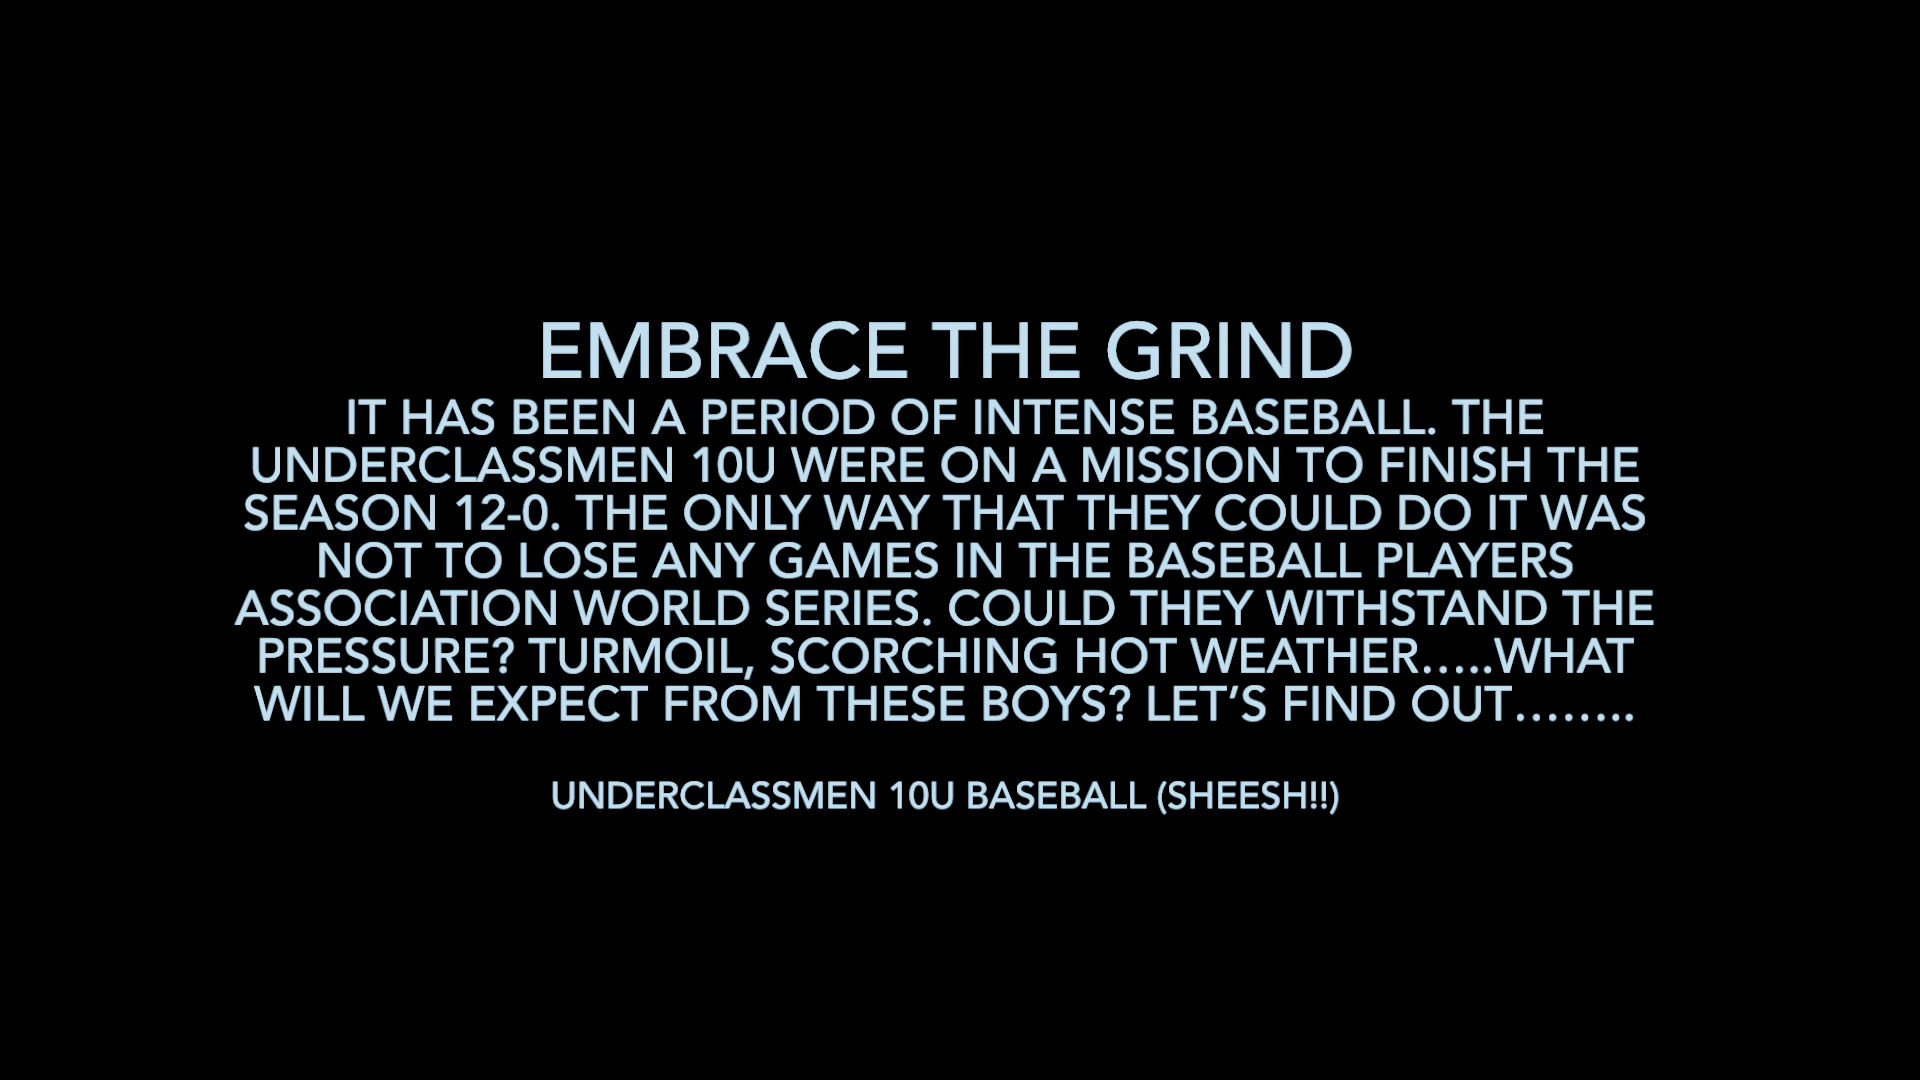 EMBRACE THE GRIND
IT HAS BEEN A PERIOD OF INTENSE BASEBALL. THE
UNDERCLASSMEN 10U WERE ON A MISSION TO FINISH THE
SEASON 12-0. THE ONLY WAY THAT THEY COULD DO IT WAS
NOT TO LOSE ANY GAMES IN THE BASEBALL PLAYERS
ASSOCIATION WORLD SERIES. COULD THEY WITHSTAND THE
PRESSURE? TURMOIL, SCORCHING HOT WEATHER…..WHAT
WILL WE EXPECT FROM THESE BOYS? LET’S FIND OUT……..
UNDERCLASSMEN 10U BASEBALL (SHEESH!!)